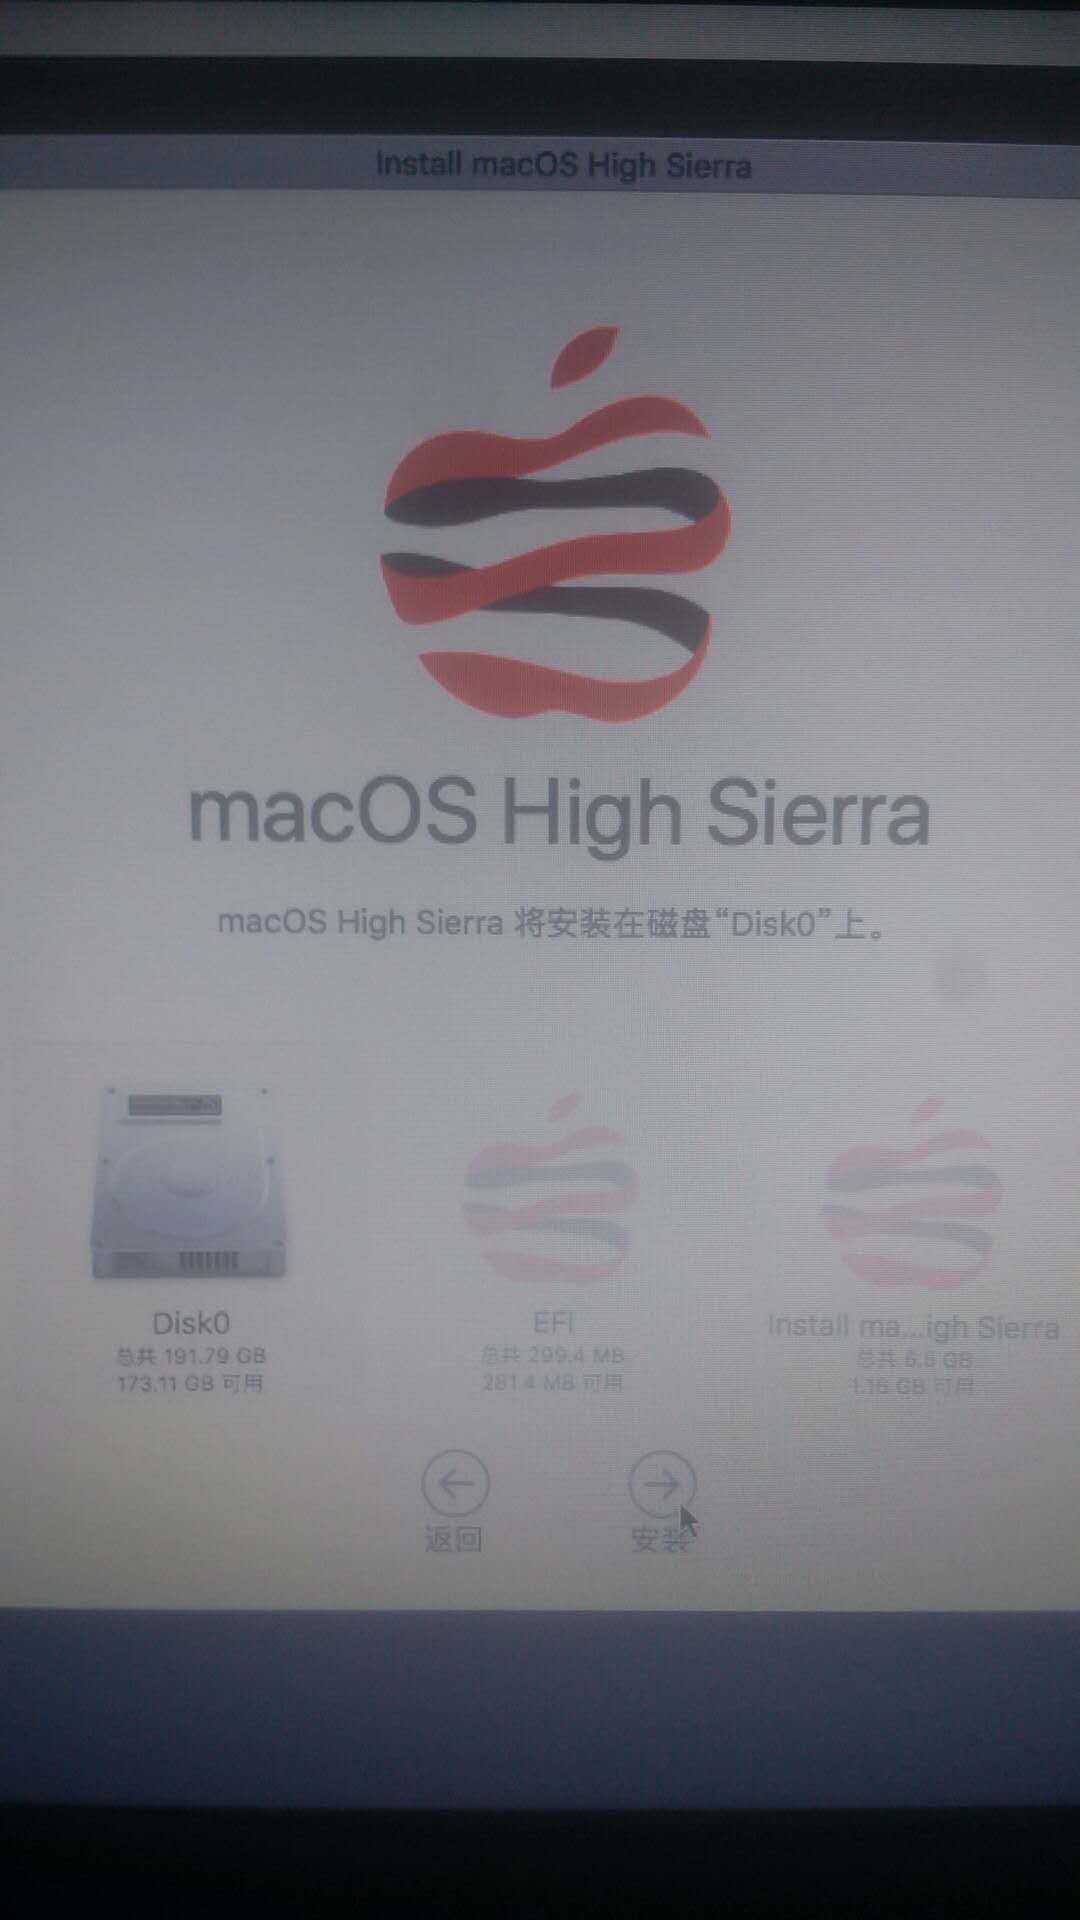 Install macOS High Sierra
macOS High Sierra
macOS High Sierra 将安装在磁盘“Disk0”上。
Disk0
总共 191.79 GB
173.11 GB 可用
EFI
总共 299.4 MB
281.4 MB 可用
Install ma...igh Sierra
总共 6.5 GB
1.16 GB 可用
返回
安装